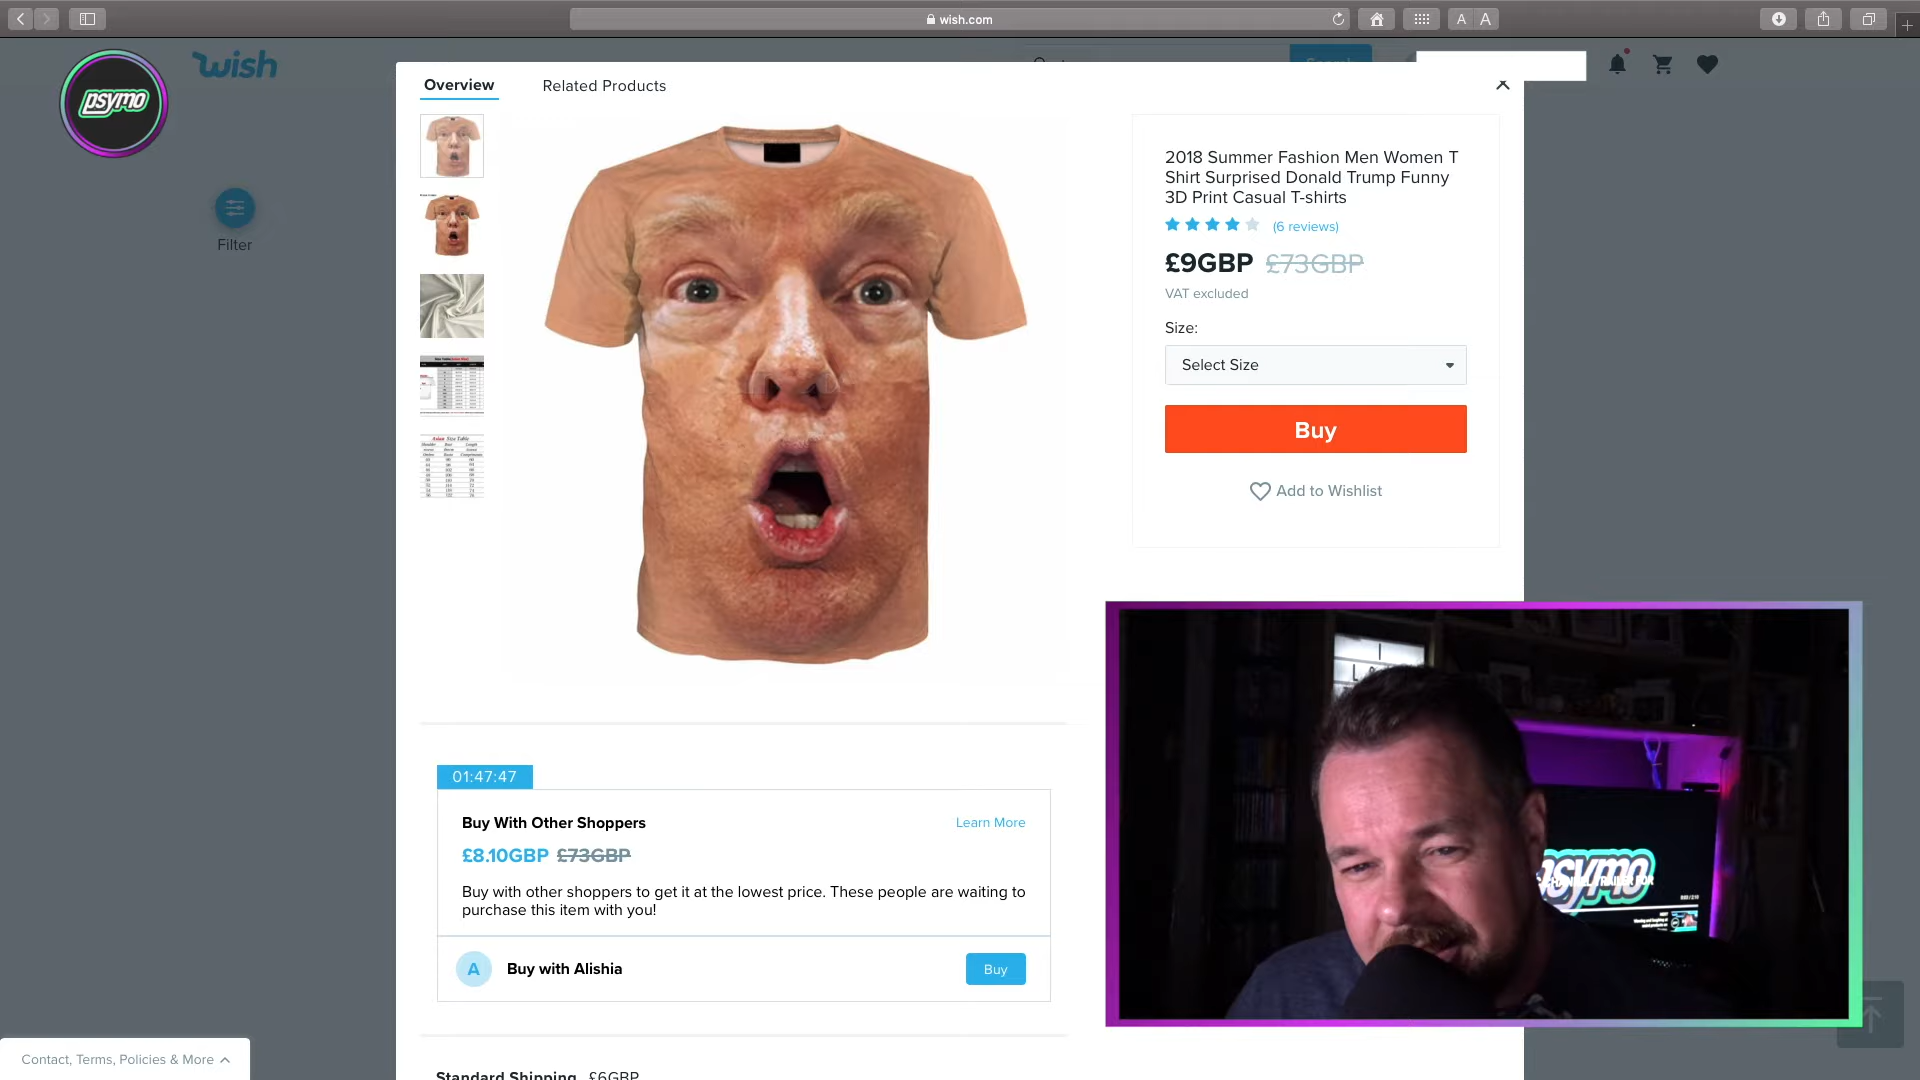 wish.com
A A
psymo
wish
Filter
Overview
Related Products
2018 Summer Fashion Men Women T
Shirt Surprised Donald Trump Funny
3D Print Casual T-shirts
(6 reviews)
£9GBP £73GBP
VAT excluded
Size:
Select Size
Buy
Add to Wishlist
01:47:47
Buy With Other Shoppers
Learn More
£8.10GBP £73GBP
Buy with other shoppers to get it at the lowest price. These people are waiting to
purchase this item with you!
A
Buy with Alishia
Buy
Standard Shipping £6GBP
Contact, Terms, Policies & More
psymo